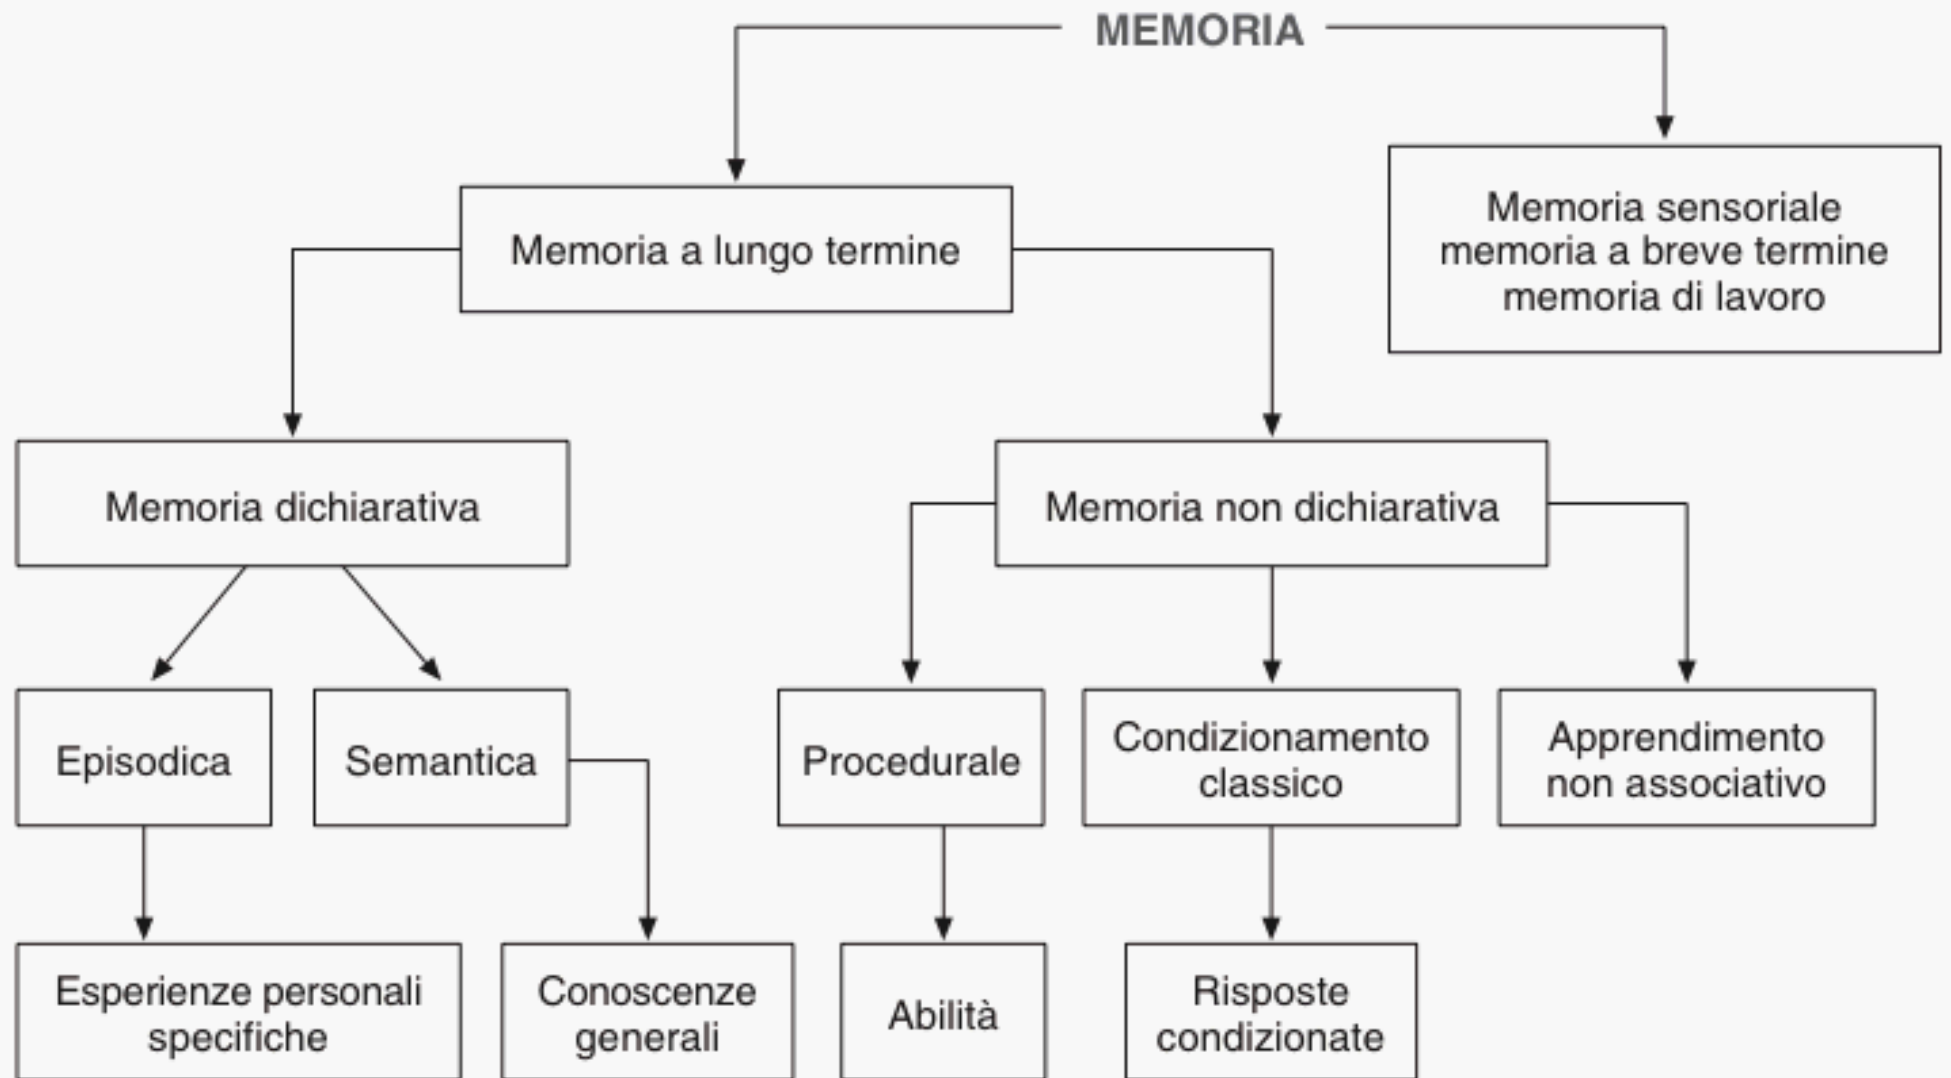 MEMORIA
Memoria a lungo termine
Memoria sensoriale
memoria a breve termine
memoria di lavoro
Memoria dichiarativa
Memoria non dichiarativa
Episodica
Semantica
Procedurale
Condizionamento
classico
Apprendimento
non associativo
Esperienze personali
specifiche
Conoscenze
generali
Abilità
Risposte
condizionate